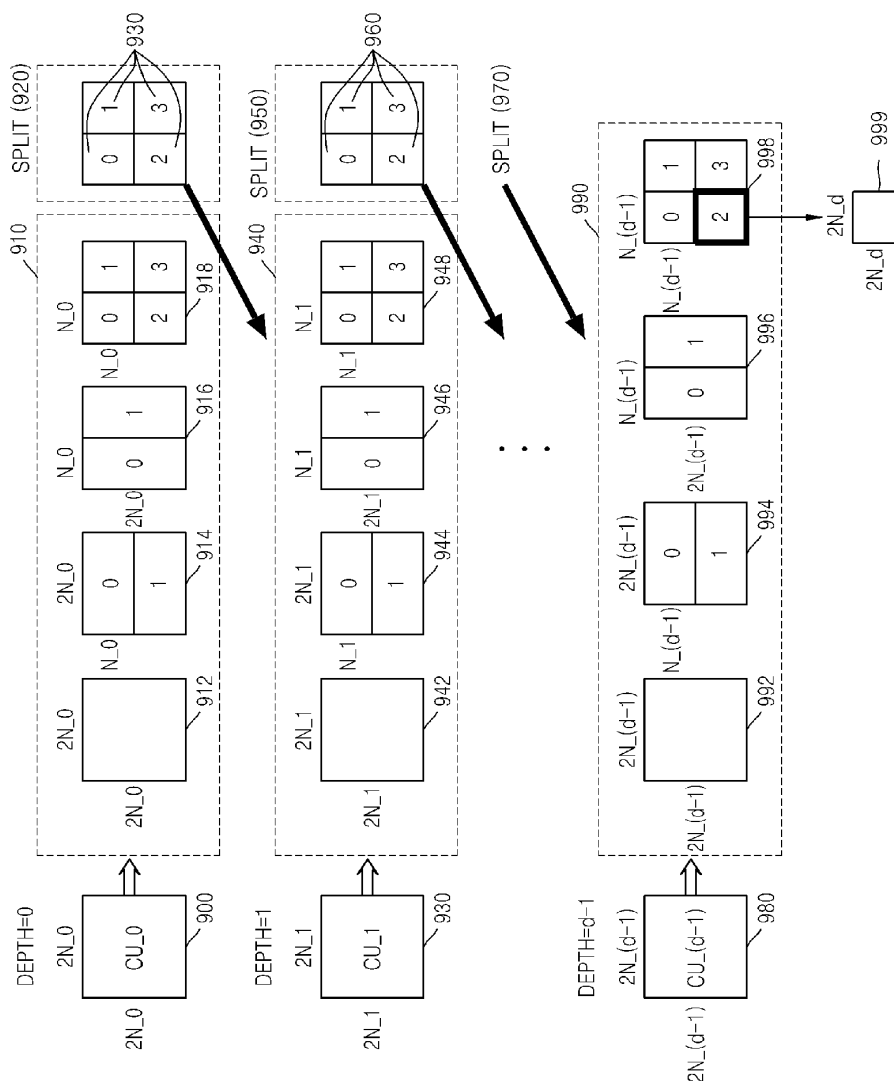 DEPTH=0
910
SPLIT (920)
2N_0
2N_0
2N_0
N_0
N_0
2N_0
CU_0
2N_0
N_0
0
1
2N_0
0
1
N_0
0
1
2
3
0
1
2
3
930
900
912
914
916
918
DEPTH=1
940
SPLIT (950)
2N_1
2N_1
2N_1
N_1
N_1
2N_1
CU_1
2N_1
N_1
0
1
2N_1
0
1
N_1
0
1
2
3
0
1
2
3
960
930
942
944
946
948
. . .
SPLIT (970)
DEPTH=d-1
990
2N_(d-1)
2N_(d-1)
2N_(d-1)
N_(d-1)
N_(d-1)
2N_(d-1)
CU_(d-1)
2N_(d-1)
N_(d-1)
0
1
2N_(d-1)
0
1
N_(d-1)
0
1
2
3
980
992
994
996
998
2N_d
2N_d
999